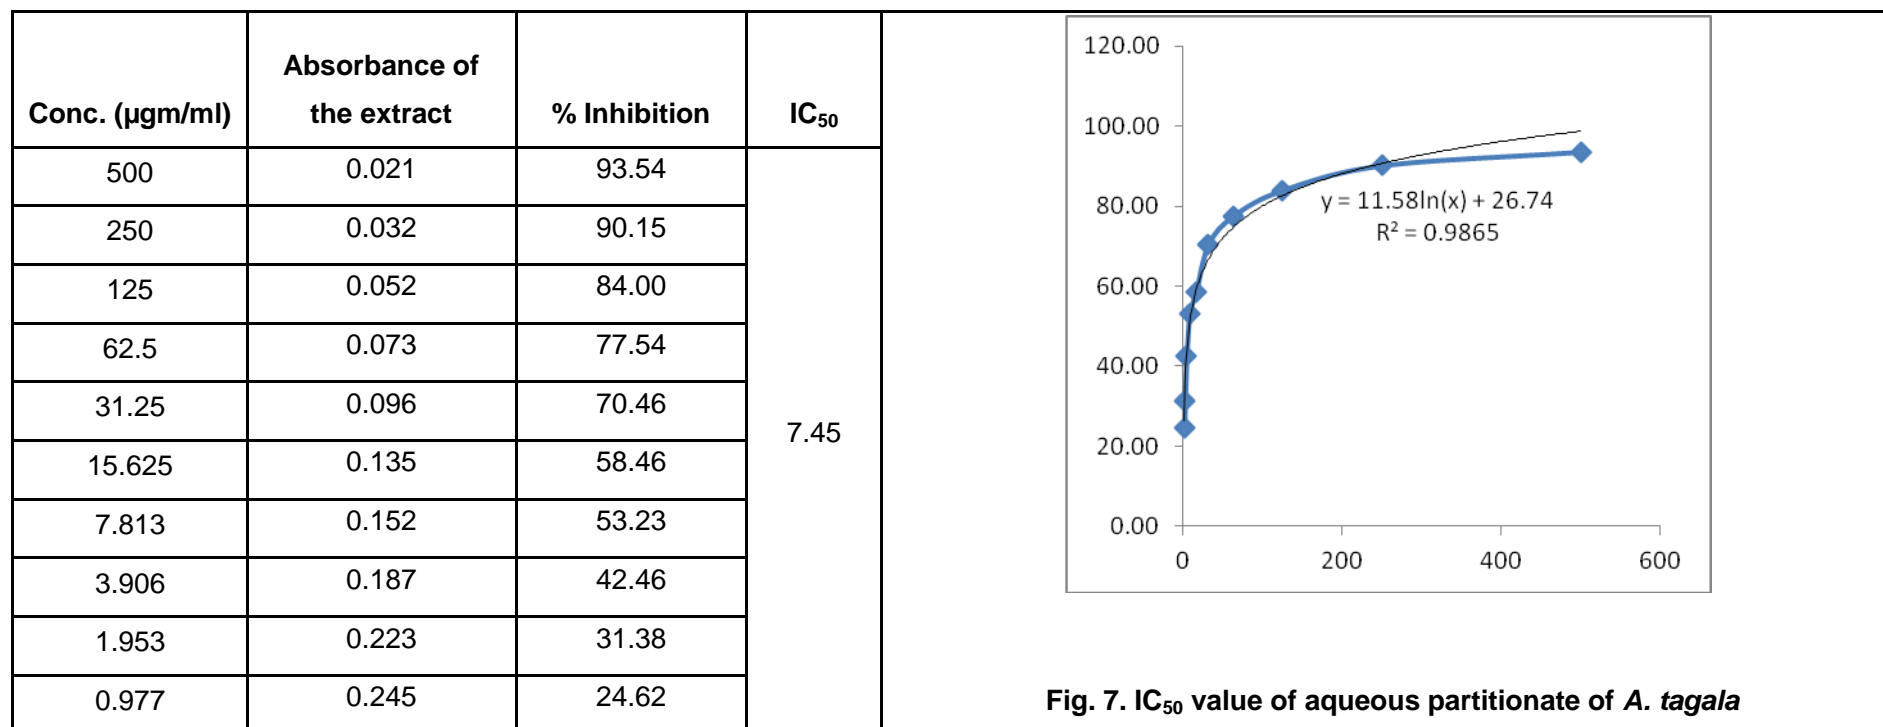 Conc. (µgm/ml) Absbsorbance of the extract % Inhibition IC50
500 0.021 93.54
250 0.032 90.15
125 0.052 84.00
62.5 0.073 77.54
31.25 0.096 70.46
7.45
15.625 0.135 58.46
7.813 0.152 53.23
3.906 0.187 42.46
1.953 0.223 31.38
0.977 0.245 24.62
120.00
100.00
80.00
60.00
40.00
20.00
0.00
0 200 400 600
y = 11.58ln(x) + 26.74
R² = 0.9865
Fig. 7. IC50 value of aqueous partitionate of A. tagala